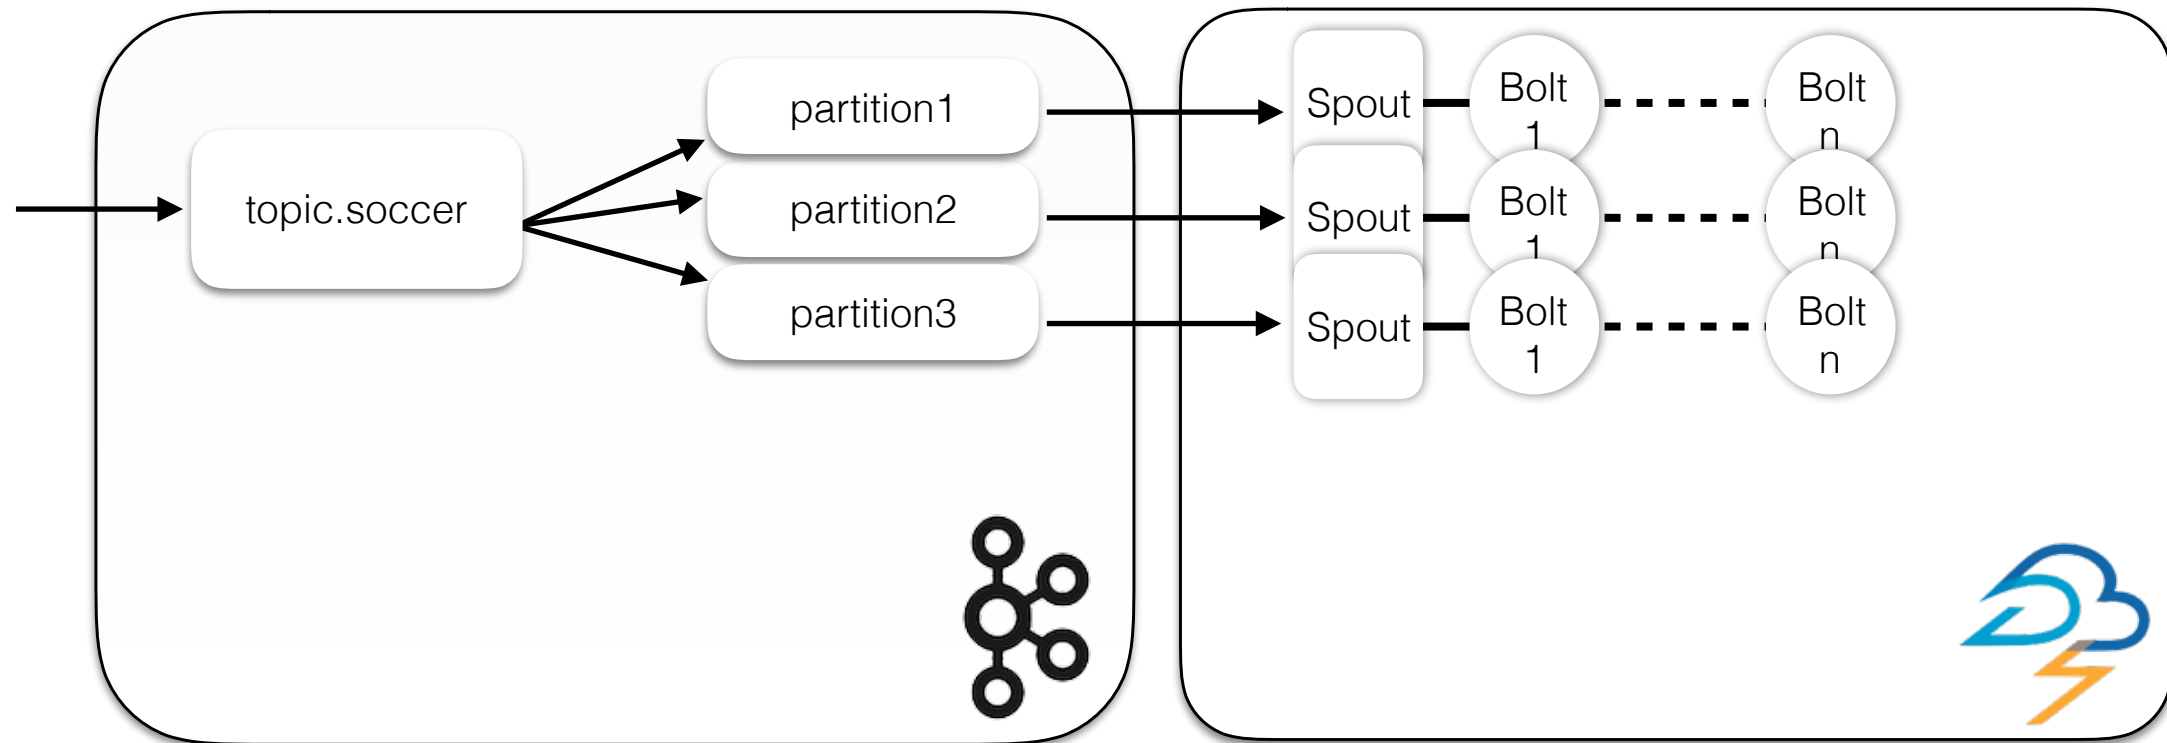 topic.soccer
partition1
partition2
partition3
Spout
Bolt
1
Bolt
n
Spout
Bolt
1
Bolt
n
Spout
Bolt
1
Bolt
n